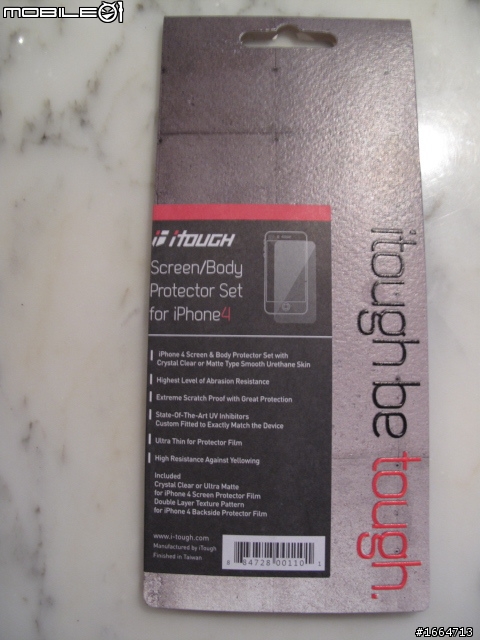 MOBILE01
iTOUGH
Screen/Body
Protector Set
for iPhone4
iPhone 4 Screen & Body Protector Set with
Crystal Clear or Matte Type Smooth Urethane Skin
Highest Level of Abrasion Resistance
Extreme Scratch Proof with Great Protection
State-Of-The-Art UV Inhibitors
Custom Fitted to Exactly Match the Device
Ultra Thin for Protector Film
High Resistance Against Yellowing
Included
Crystal Clear or Ultra Matte
for iPhone 4 Screen Protector Film
Double Layer Texture Pattern
for iPhone 4 Backside Protector Film
www.i-tough.com
Manufactured by iTough
Finished in Taiwan
8 84728 00110 1
itough be tough.
#1664713